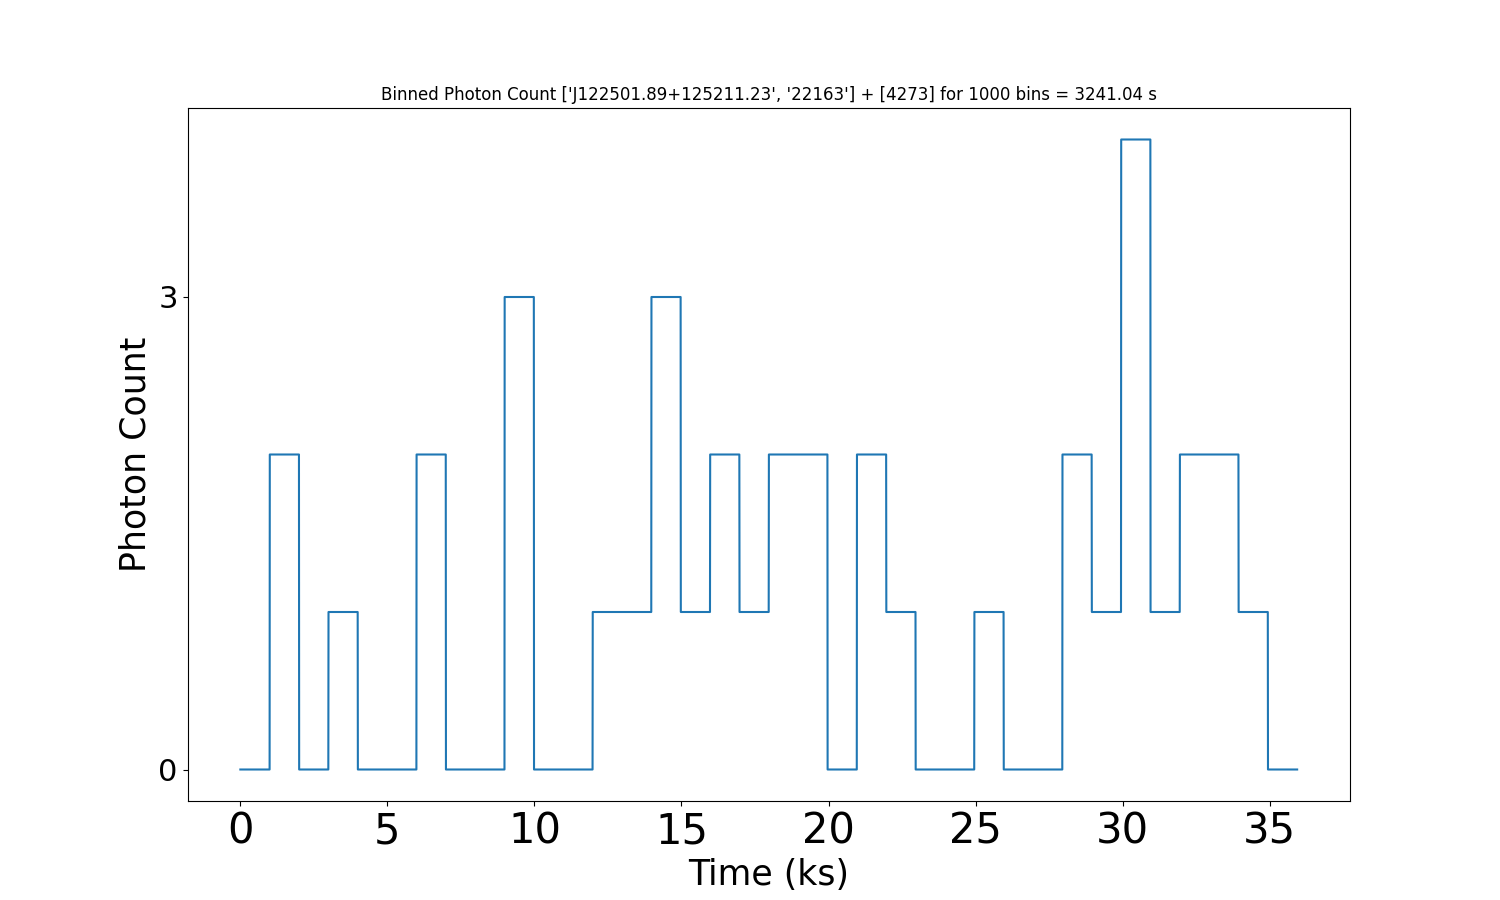 Binned Photon Count ['J122501.89+125211.23', '22163'] + [4273] for 1000 bins = 3241.04 s
Photon Count
3
0
0 5 10 15 20 25 30 35
Time (ks)